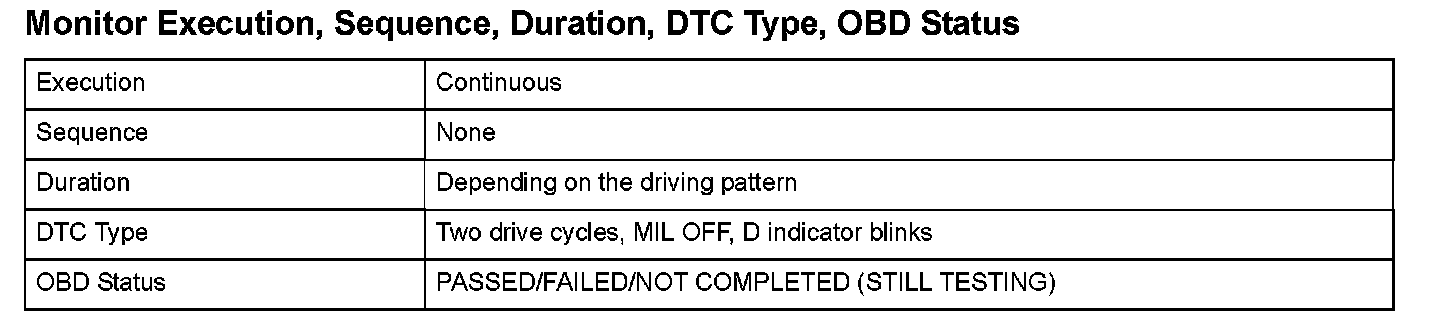 Monitor Execution, Sequence, Duration, DTC Type, OBD Status
Execution Continuous
Sequence None
Duration Depending on the driving pattern
DTC Type Two drive cycles, MIL OFF, D indicator blinks
OBD Status PASSED/FAILED/NOT COMPLETED (STILL TESTING)